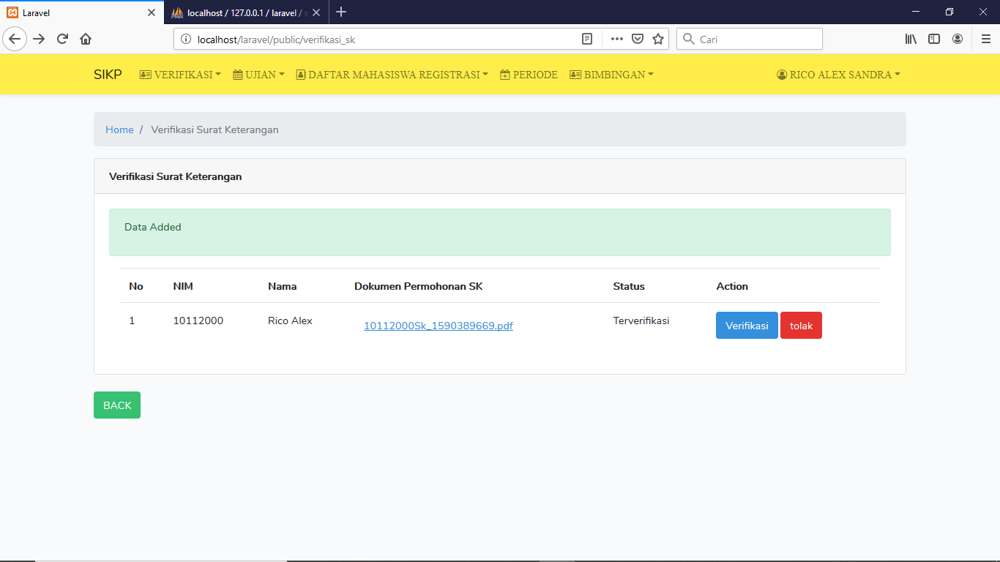 Laravel
localhost / 127.0.0.1 / laravel / s
localhost/laravel/public/verifikasi_sk
Cari
SIKP VERIFIKASI UJIAN DAFTAR MAHASISWA REGISTRASI PERIODE BIMBINGAN RICO ALEX SANDRA
Home / Verifikasi Surat Keterangan
Verifikasi Surat Keterangan
Data Added
No NIM Nama Dokumen Permohonan SK Status Action
1 10112000 Rico Alex 10112000Sk_1590389669.pdf Terverifikasi Verifikasi tolak
BACK